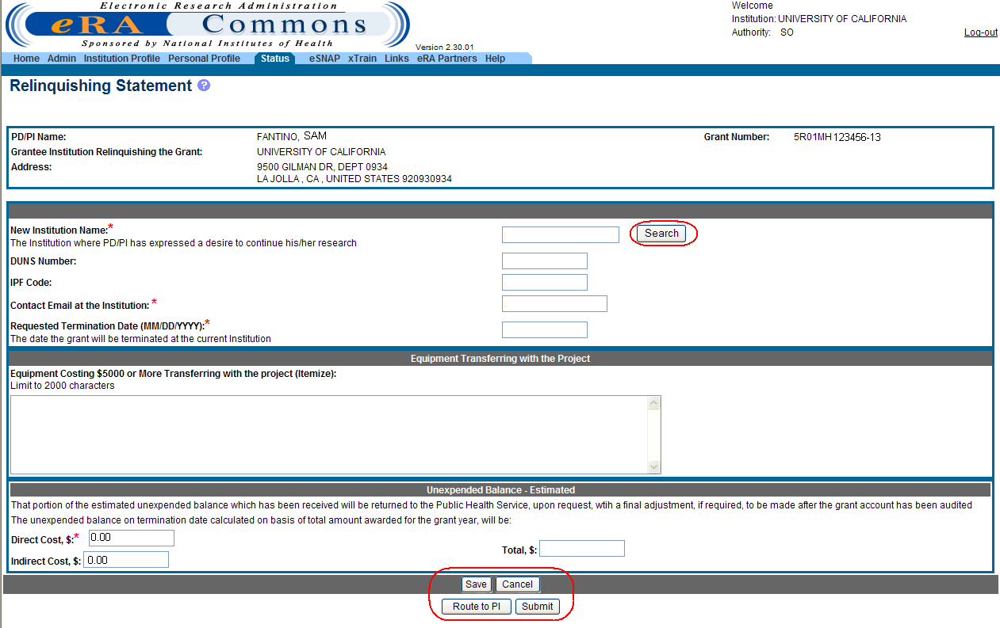 Electronic Research Administration
eRA Commons
Sponsored by National Institutes of Health
Version 2.30.01
Welcome
Institution: UNIVERSITY OF CALIFORNIA
Authority: SO
Log-out
Home Admin Institution Profile Personal Profile Status eSNAP xTrain Links eRA Partners Help
Relinquishing Statement ?
PD/PI Name: FANTINO, SAM Grant Number: 5R01MH 123456-13
Grantee Institution Relinquishing the Grant: UNIVERSITY OF CALIFORNIA
Address: 9500 GILMAN DR, DEPT 0934
LA JOLLA , CA , UNITED STATES 920930934
New Institution Name:* Search
The Institution where PD/PI has expressed a desire to continue his/her research
DUNS Number:
IPF Code:
Contact Email at the Institution: *
Requested Termination Date (MM/DD/YYYY):*
The date the grant will be terminated at the current Institution
Equipment Transferring with the Project
Equipment Costing $5000 or More Transferring with the project (Itemize):
Limit to 2000 characters
Unexpended Balance - Estimated
That portion of the estimated unexpended balance which has been received will be returned to the Public Health Service, upon request, wtih a final adjustment, if required, to be made after the grant account has been audited
The unexpended balance on termination date calculated on basis of total amount awarded for the grant year, will be:
Direct Cost, $:* 0.00
Total, $:
Indirect Cost, $: 0.00
Save Cancel
Route to PI Submit